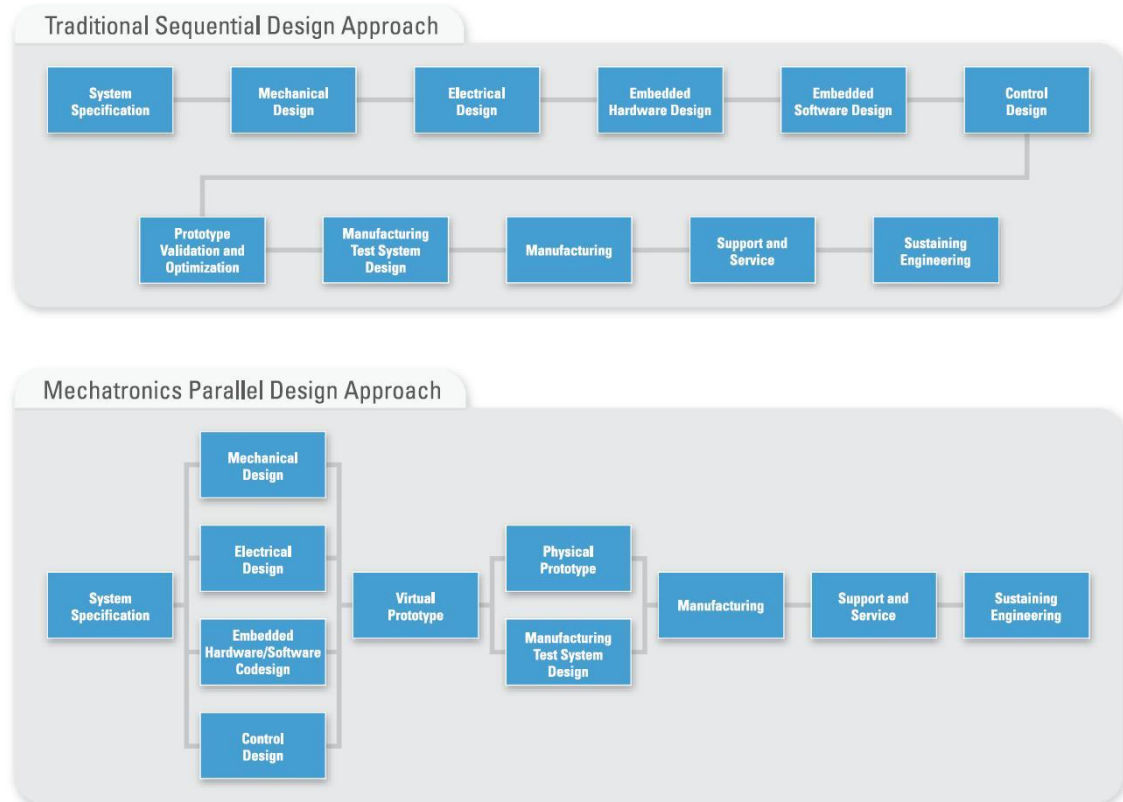 Traditional Sequential Design Approach
System
Specification
Mechanical
Design
Electrical
Design
Embedded
Hardware Design
Embedded
Software Design
Control
Design
Prototype
Validation and
Optimization
Manufacturing
Test System
Design
Manufacturing
Support and
Service
Sustaining
Engineering
Mechatronics Parallel Design Approach
System
Specification
Mechanical
Design
Electrical
Design
Embedded
Hardware/Software
Codesign
Control
Design
Virtual
Prototype
Physical
Prototype
Manufacturing
Test System
Design
Manufacturing
Support and
Service
Sustaining
Engineering